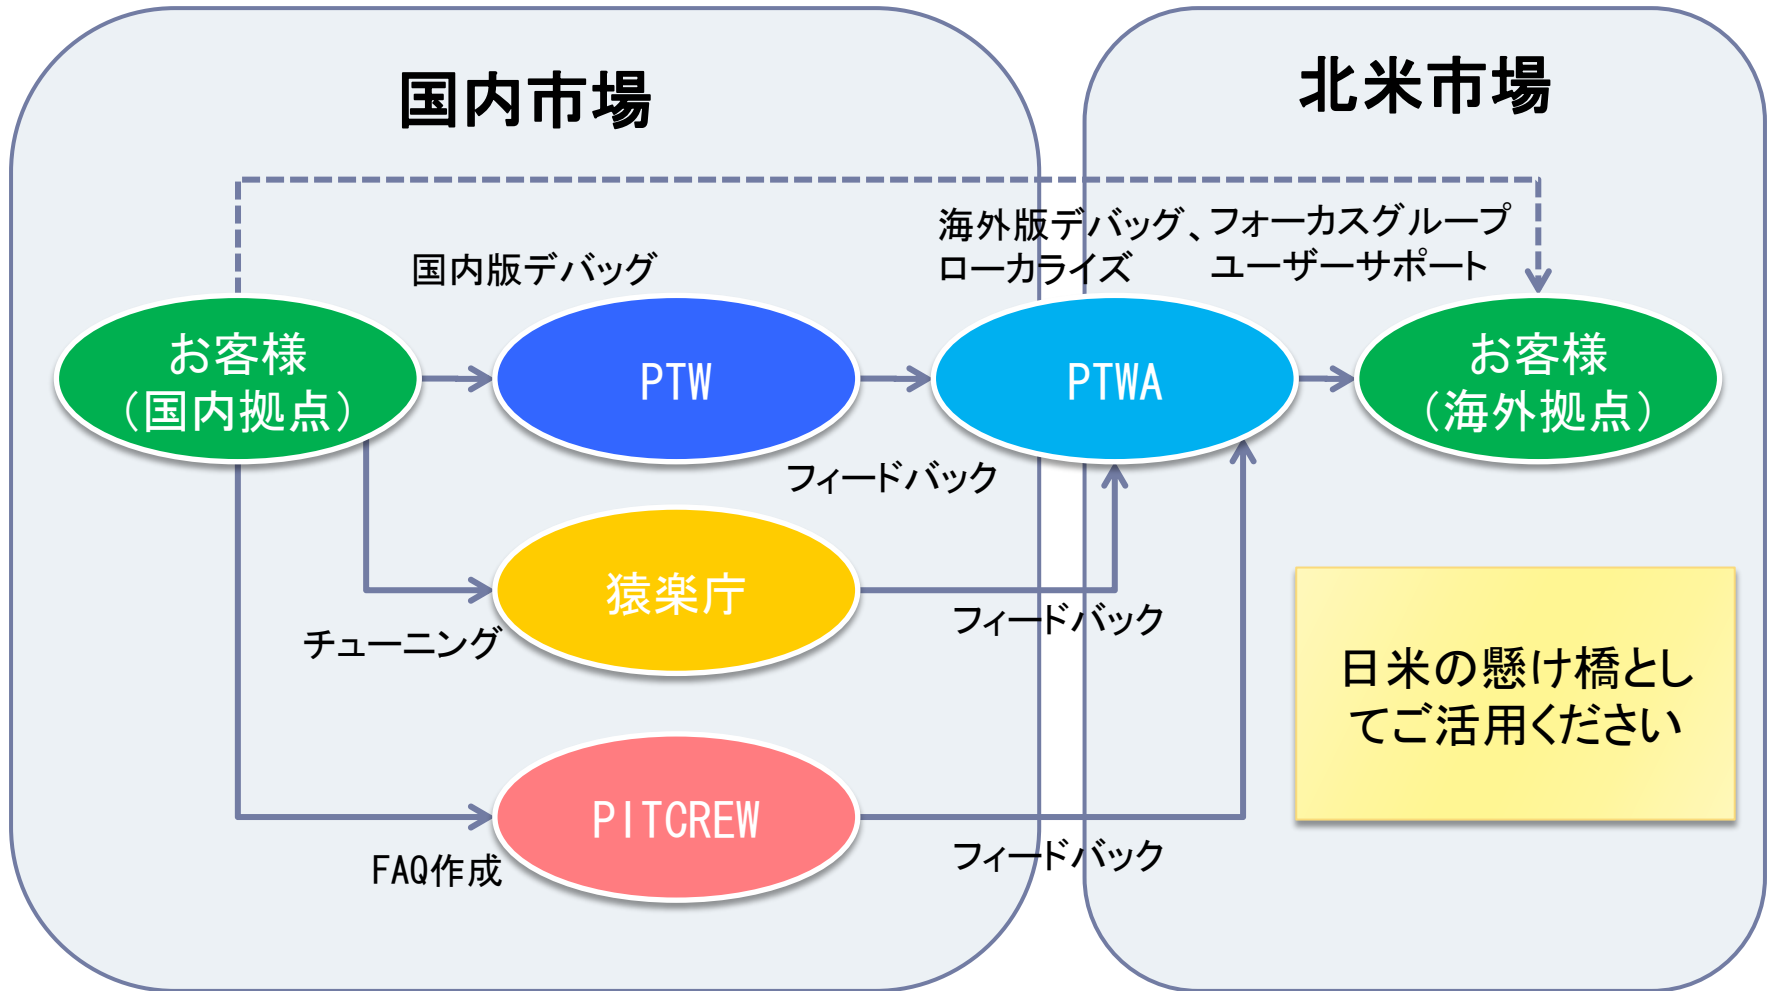 国内市場
北米市場
海外版デバッグ、
ローカライズ
フォーカスグループ
ユーザーサポート
国内版デバッグ
お客様
（国内拠点）
PTW
PTWA
お客様
（海外拠点）
フィードバック
猿楽庁
チューニング
フィードバック
日米の懸け橋とし
てご活用ください
PITCREW
FAQ作成
フィードバック